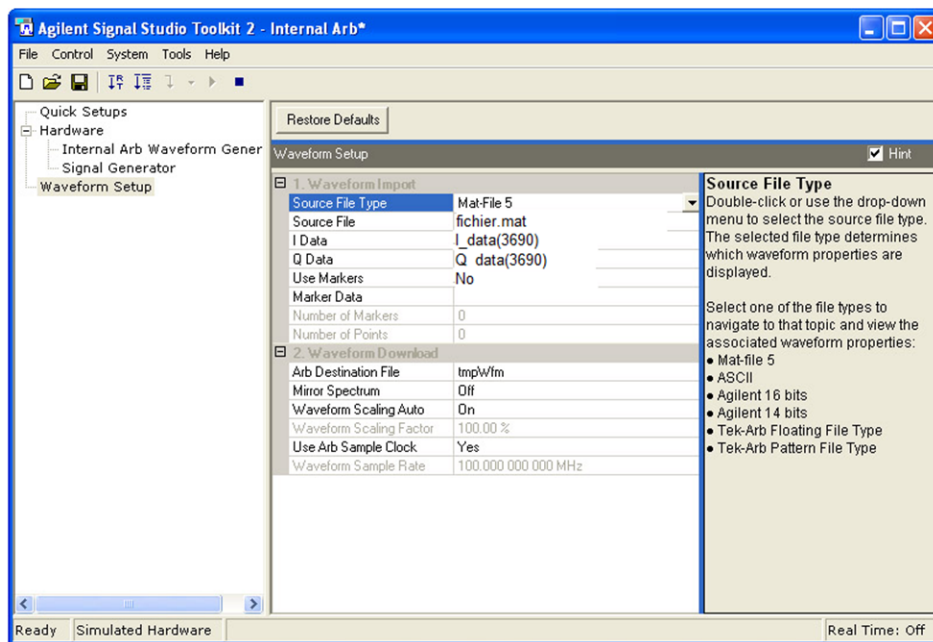 Agilent Signal Studio Toolkit 2 - Internal Arb*
File Control System Tools Help
Quick Setups
Hardware
Internal Arb Waveform Gener
Signal Generator
Waveform Setup
Restore Defaults
Waveform Setup
Hint
1. Waveform Import
Source File Type Mat-File 5
Source File fichier.mat
I Data I_data(3690)
Q Data Q data(3690)
Use Markers No
Marker Data
Number of Markers 0
Number of Points 0
2. Waveform Download
Arb Destination File tmpWfm
Mirror Spectrum Off
Waveform Scaling Auto On
Waveform Scaling Factor 100.00 %
Use Arb Sample Clock Yes
Waveform Sample Rate 100.000 000 000 MHz
Source File Type
Double-click or use the drop-down
menu to select the source file type.
The selected file type determines
which waveform properties are
displayed.
Select one of the file types to
navigate to that topic and view the
associated waveform properties:
● Mat-file 5
● ASCII
● Agilent 16 bits
● Agilent 14 bits
● Tek-Arb Floating File Type
● Tek-Arb Pattern File Type
Ready Simulated Hardware Real Time: Off